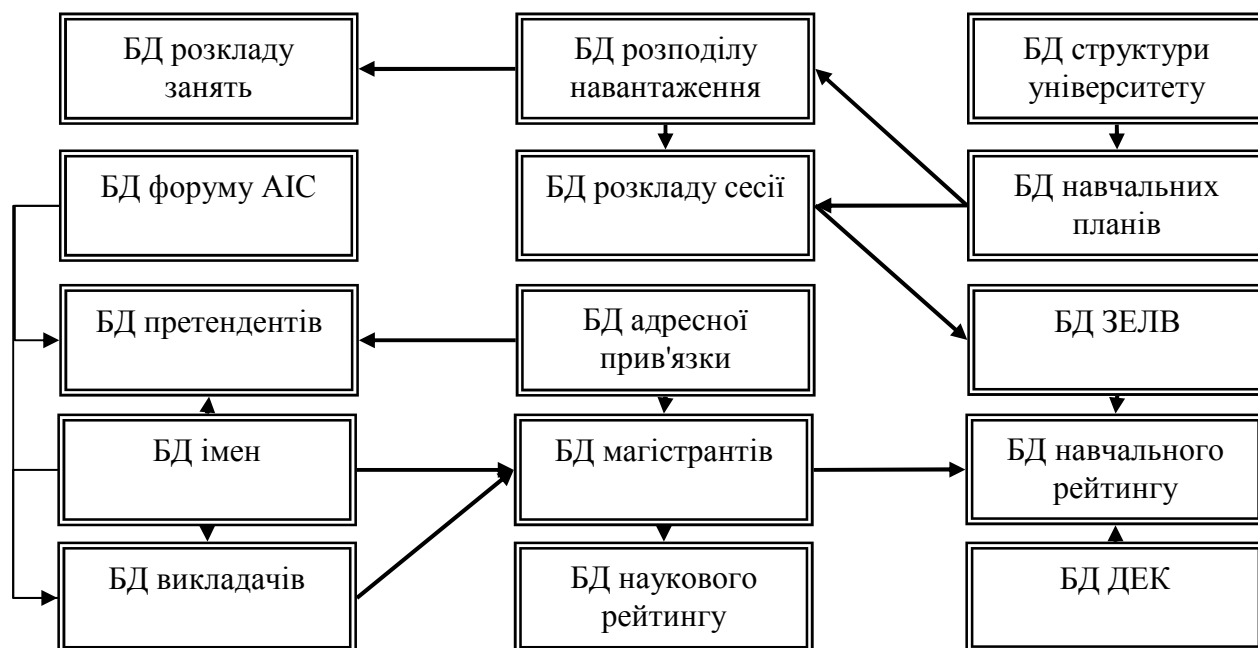 БД розкладу
занять
БД розподілу
навантаження
БД структури
університету
БД форуму АІС
БД розкладу сесії
БД навчальних
планів
БД претендентів
БД адресної
прив'язки
БД ЗЕЛВ
БД імен
БД магістрантів
БД навчального
рейтингу
БД викладачів
БД наукового
рейтингу
БД ДЕК